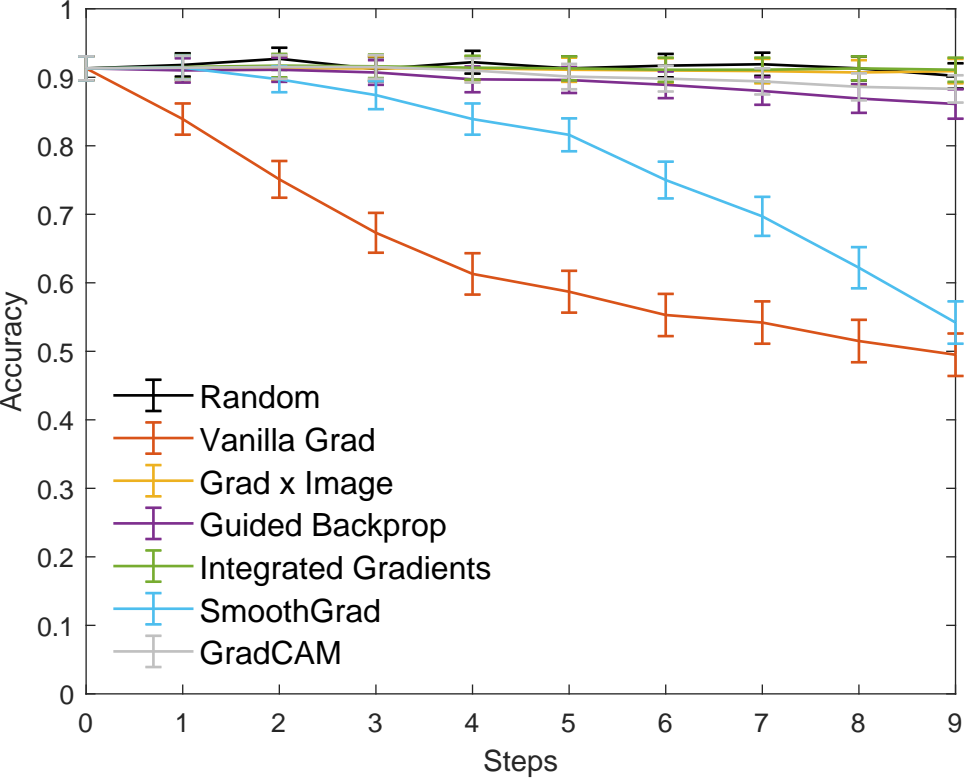 1
0.9
0.8
0.7
0.6
0.5
0.4
0.3
0.2
0.1
0
Accuracy
Random
Vanilla Grad
Grad x Image
Guided Backprop
Integrated Gradients
SmoothGrad
GradCAM
0 1 2 3 4 5 6 7 8 9
Steps